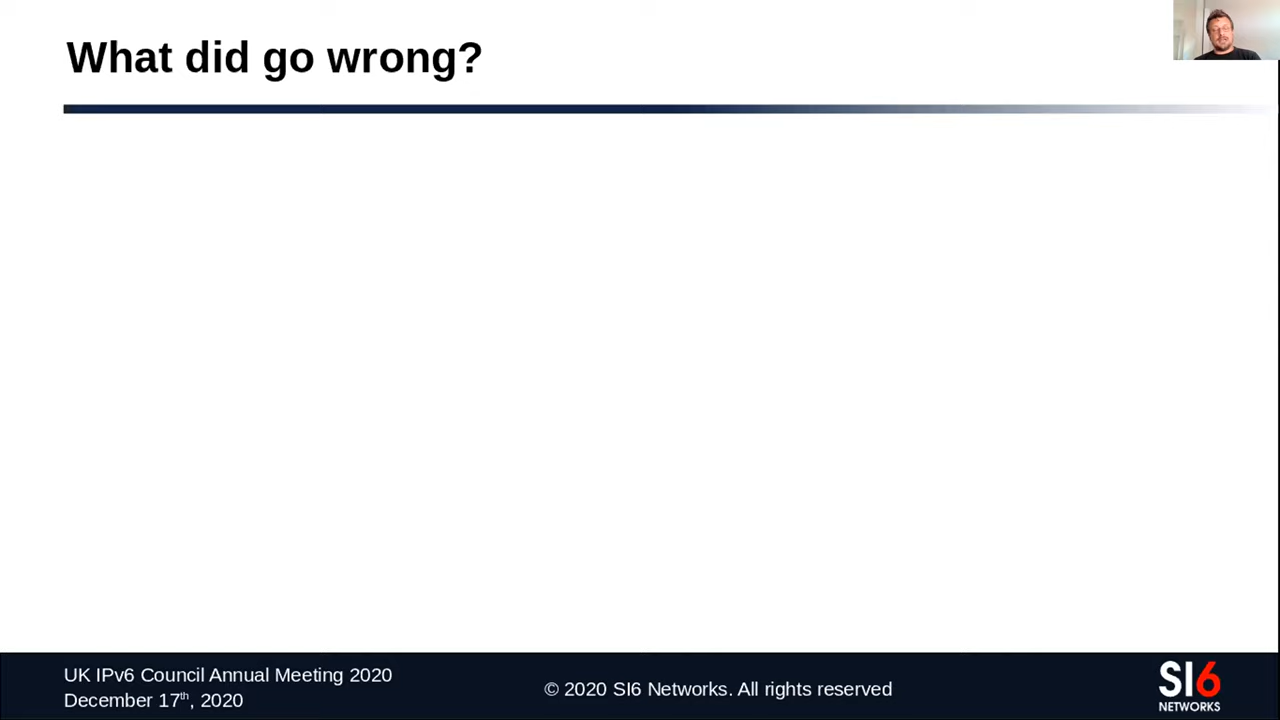 What did go wrong?
UK IPv6 Council Annual Meeting 2020
December 17th, 2020
© 2020 SI6 Networks. All rights reserved
SI6
NETWORKS